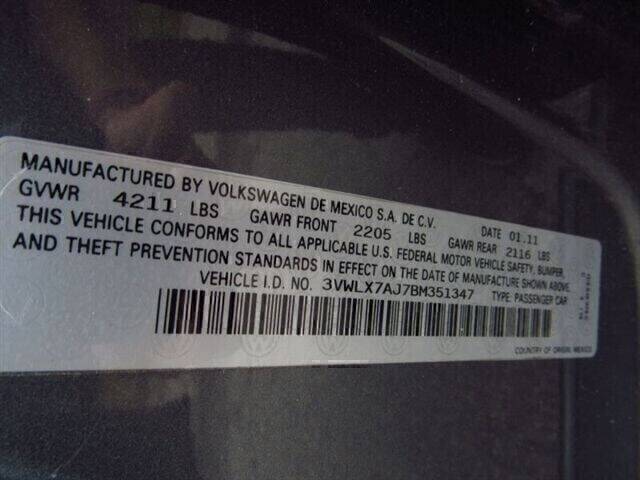 MANUFACTURED BY VOLKSWAGEN DE MEXICO S.A. DE C.V. DATE 01.11
GVWR 4211 LBS GAWR FRONT 2205 LBS GAWR REAR 2116 LBS
THIS VEHICLE CONFORMS TO ALL APPLICABLE U.S. FEDERAL MOTOR VEHICLE SAFETY, BUMPER,
AND THEFT PREVENTION STANDARDS IN EFFECT ON THE DATE OF MANUFACTURE SHOWN ABOVE.
VEHICLE I.D. NO. 3VWLX7AJ7BM351347 TYPE: PASSENGER CAR
COUNTRY OF ORIGIN, MEXICO